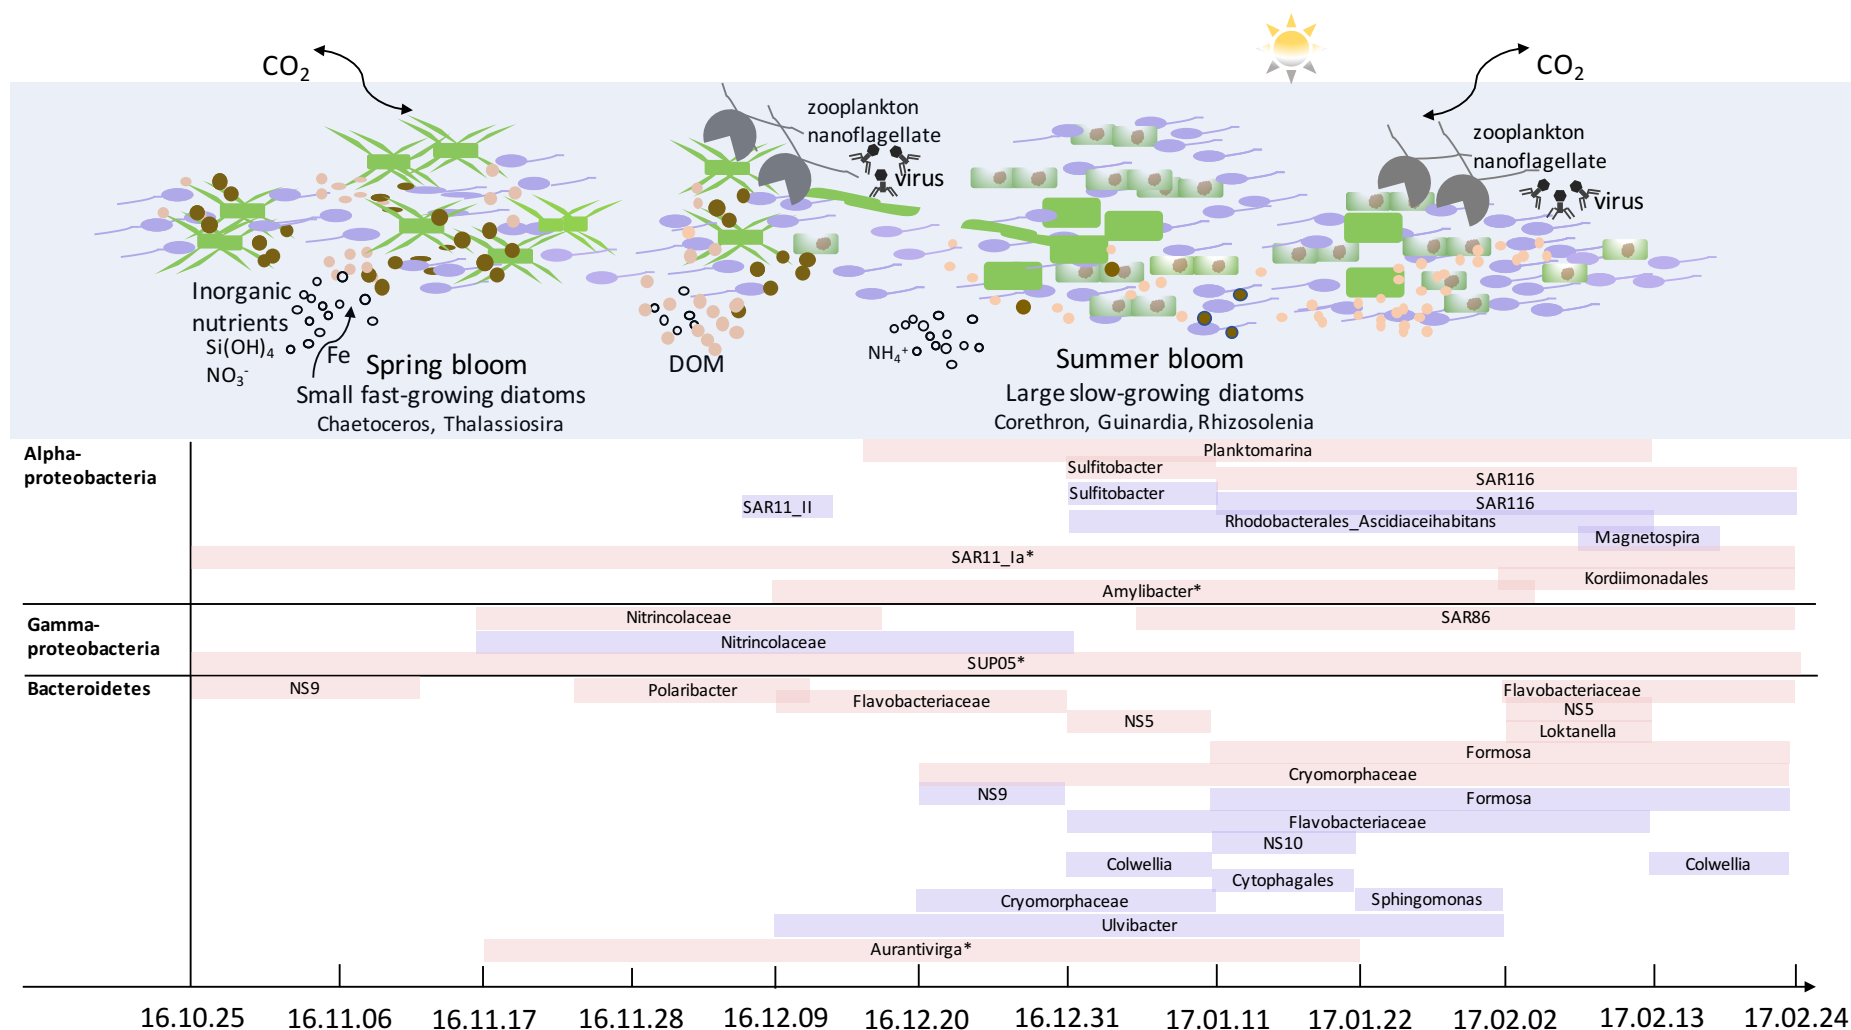 CO2
CO2
zooplankton
nanoflagellate
virus
zooplankton
nanoflagellate
virus
Inorganic
nutrients
Si(OH)4
NO3-
Fe
Spring bloom
Small fast-growing diatoms
Chaetoceros, Thalassiosira
DOM
NH4+
Summer bloom
Large slow-growing diatoms
Corethron, Guinardia, Rhizosolenia
Alpha-
proteobacteria
Planktomarina
Sulfitobacter
SAR116
Sulfitobacter
SAR116
SAR11_II
Rhodobacterales_Ascidiaceihabitans
Magnetospira
SAR11_Ia*
Kordiimonadales
Amylibacter*
Gamma-
proteobacteria
Nitrincolaceae
SAR86
Nitrincolaceae
SUP05*
Bacteroidetes
NS9
Polaribacter
Flavobacteriaceae
Flavobacteriaceae
NS5
NS5
Loktanella
Formosa
Cryomorphaceae
NS9
Formosa
Flavobacteriaceae
NS10
Colwellia
Colwellia
Cytophagales
Cryomorphaceae
Sphingomonas
Ulvibacter
Aurantivirga*
16.10.25 16.11.06 16.11.17 16.11.28 16.12.09 16.12.20 16.12.31 17.01.11 17.01.22 17.02.02 17.02.13 17.02.24